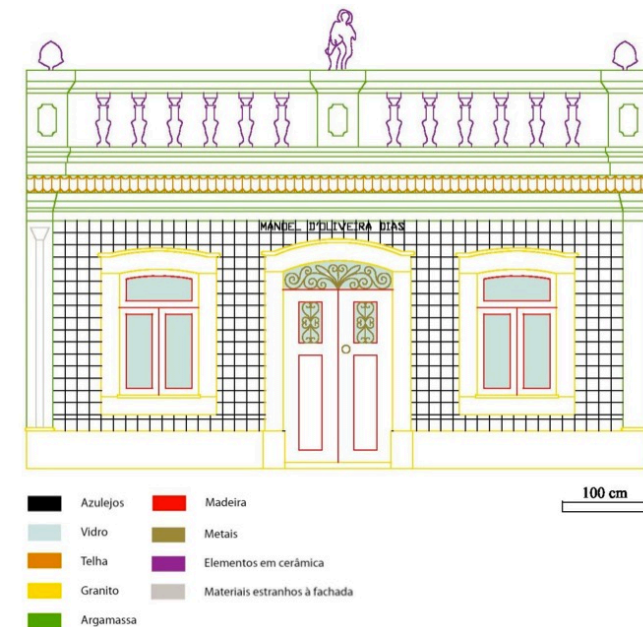 MANOEL D'OLIVEIRA DIAS
Azulejos
Madeira
100 cm
Vidro
Metais
Telha
Elementos em cerâmica
Granito
Materiais estranhos à fachada
Argamassa